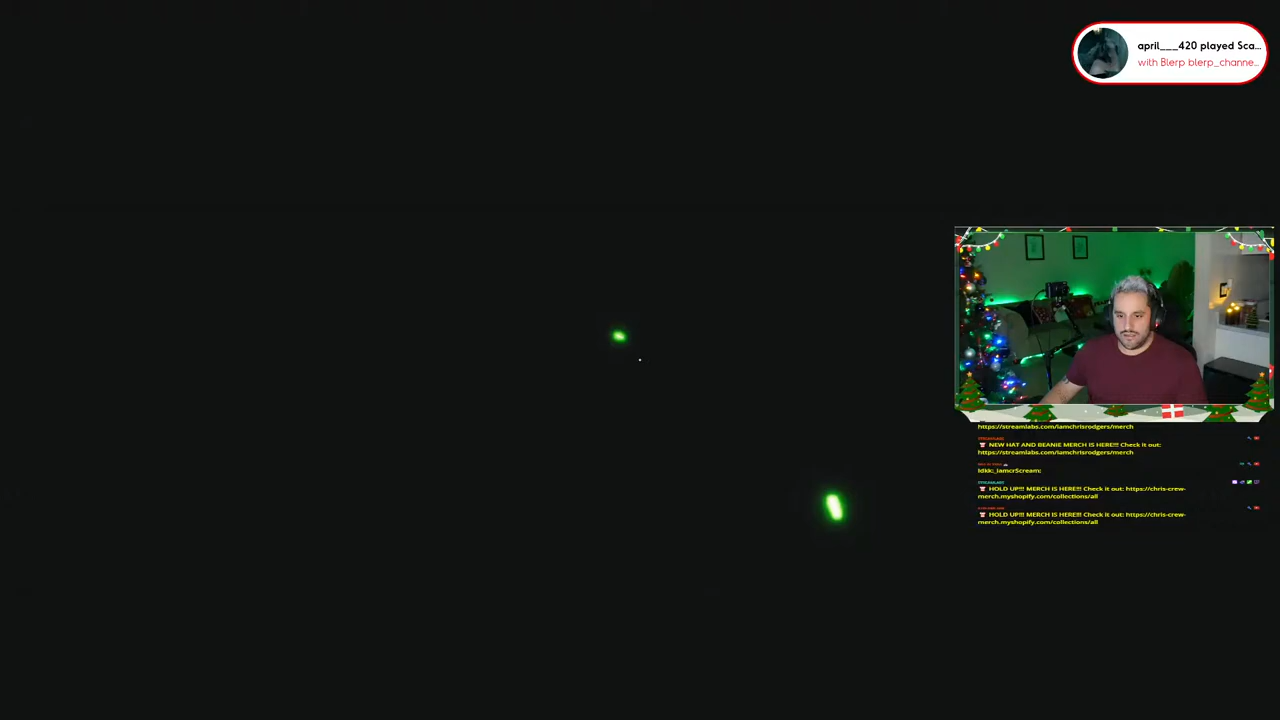 april___420 played Sca...
with Blerp blerp_channe...
https://streamlabs.com/iamchrisrodgers/merch
NEW HAT AND BEANIE MERCH IS HERE!!! Check it out:
https://streamlabs.com/iamchrisrodgers/merch
HOLD UP!!! MERCH IS HERE!!! Check it out: https://chris-crew-
merch.myshopify.com/collections/all
HOLD UP!!! MERCH IS HERE!!! Check it out: https://chris-crew-
merch.myshopify.com/collections/all